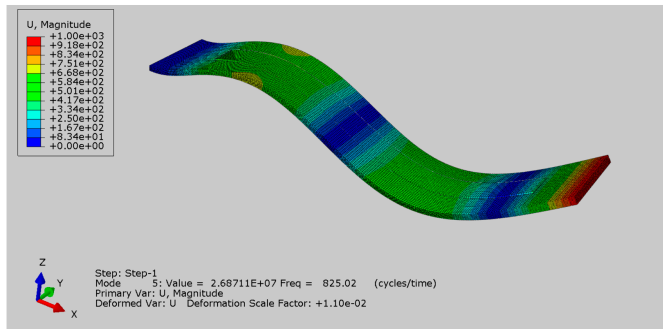 U, Magnitude
+1.00e+03
+9.18e+02
+8.34e+02
+7.51e+02
+6.68e+02
+5.84e+02
+5.01e+02
+4.17e+02
+3.34e+02
+2.50e+02
+1.67e+02
+8.34e+01
+0.00e+00
Z
Y
X
Step: Step-1
Mode 5: Value = 2.68711E+07 Freq = 825.02 (cycles/time)
Primary Var: U, Magnitude
Deformed Var: U Deformation Scale Factor: +1.10e-02